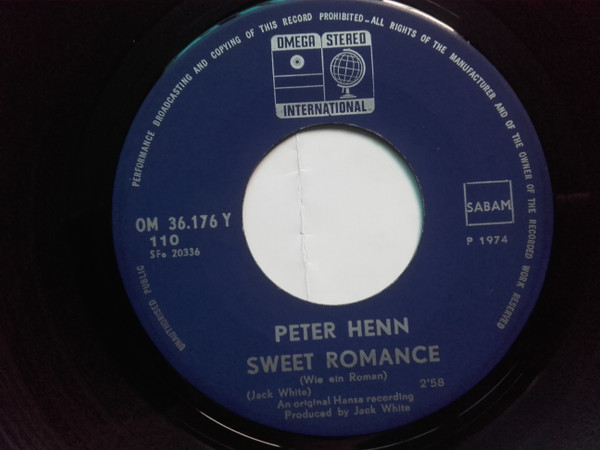 UNAUTHORISED PUBLIC PERFORMANCE BROADCASTING AND COPYING OF THIS RECORD PROHIBITED-ALL RIGHTS OF THE MANUFACTURER AND OF THE OWNER OF THE RECORDED WORK RESERVED
OMEGA STEREO
INTERNATIONAL
OM 36.176 Y
110
SFe 20336
SABAM
P 1974
PETER HENN
SWEET ROMANCE
(Wie ein Roman)
(Jack White) 2'58
An original Hansa recording
Produced by Jack White